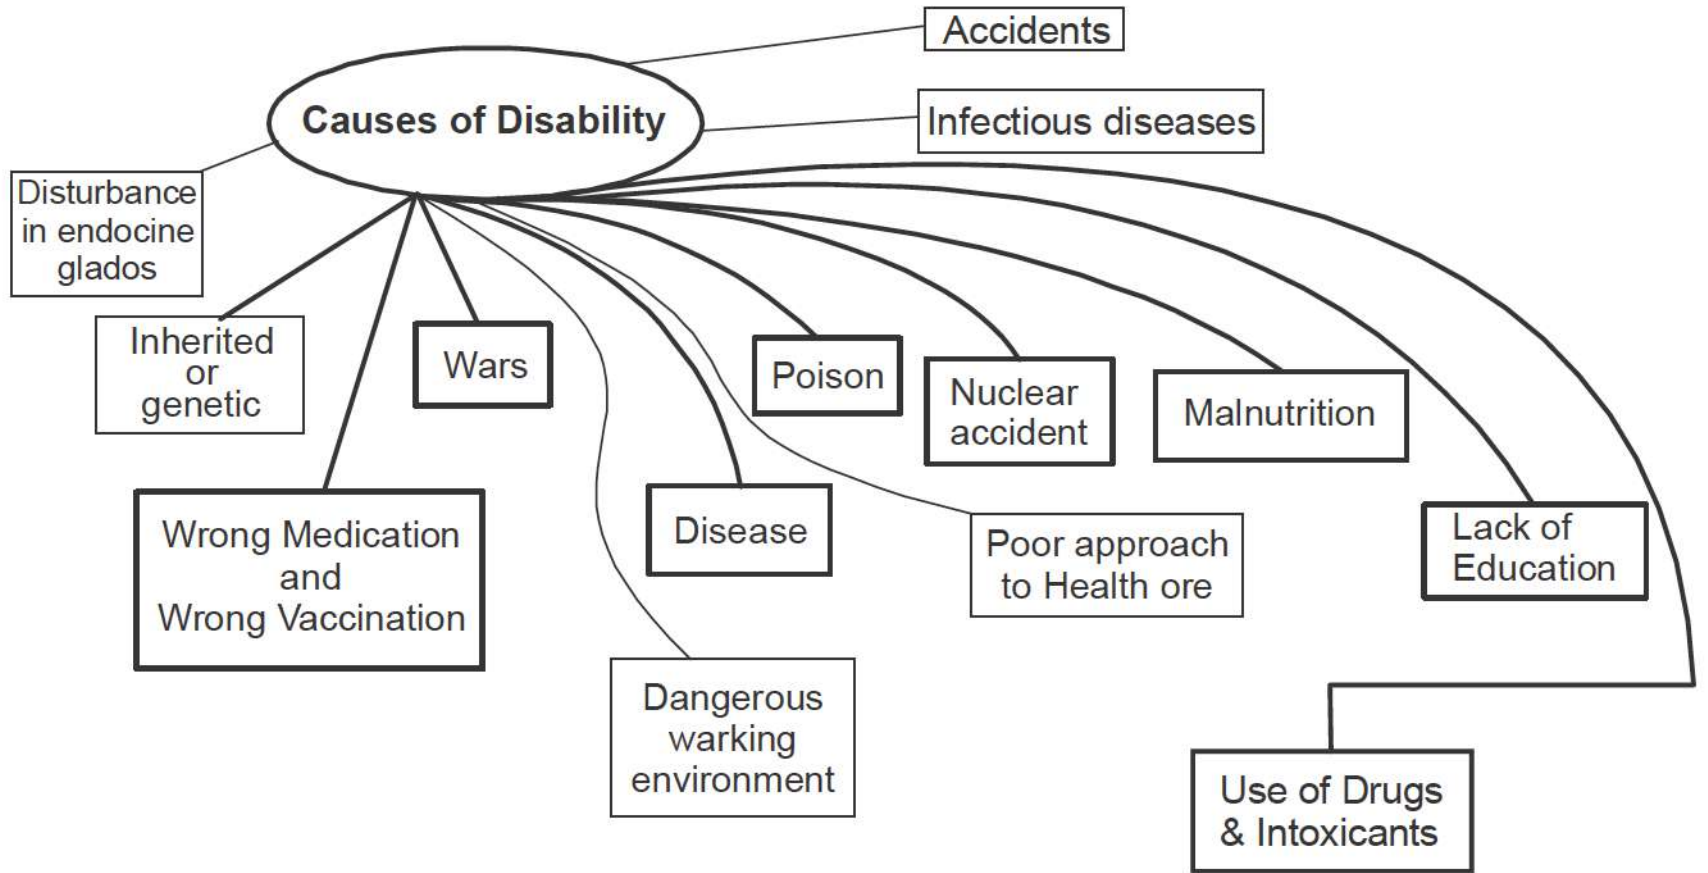 Accidents
Causes of Disability
Infectious diseases
Disturbance
in endocine
glados
Inherited
or
genetic
Wars
Poison
Nuclear
accident
Malnutrition
Wrong Medication
and
Wrong Vaccination
Disease
Poor approach
to Health ore
Lack of
Education
Dangerous
warking
environment
Use of Drugs
& Intoxicants